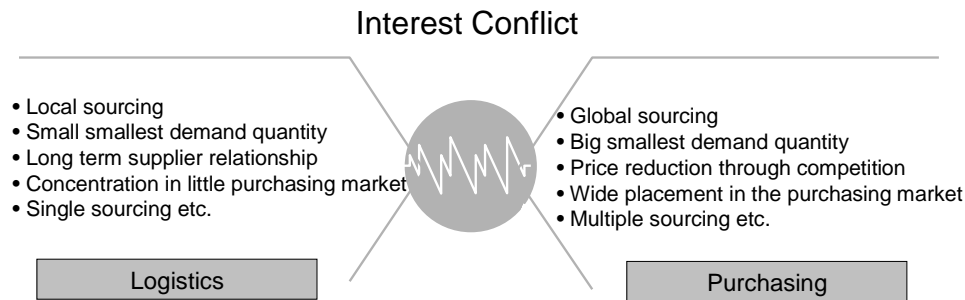 Interest Conflict
• Local sourcing
• Small smallest demand quantity
• Long term supplier relationship
• Concentration in little purchasing market
• Single sourcing etc.
Logistics
• Global sourcing
• Big smallest demand quantity
• Price reduction through competition
• Wide placement in the purchasing market
• Multiple sourcing etc.
Purchasing